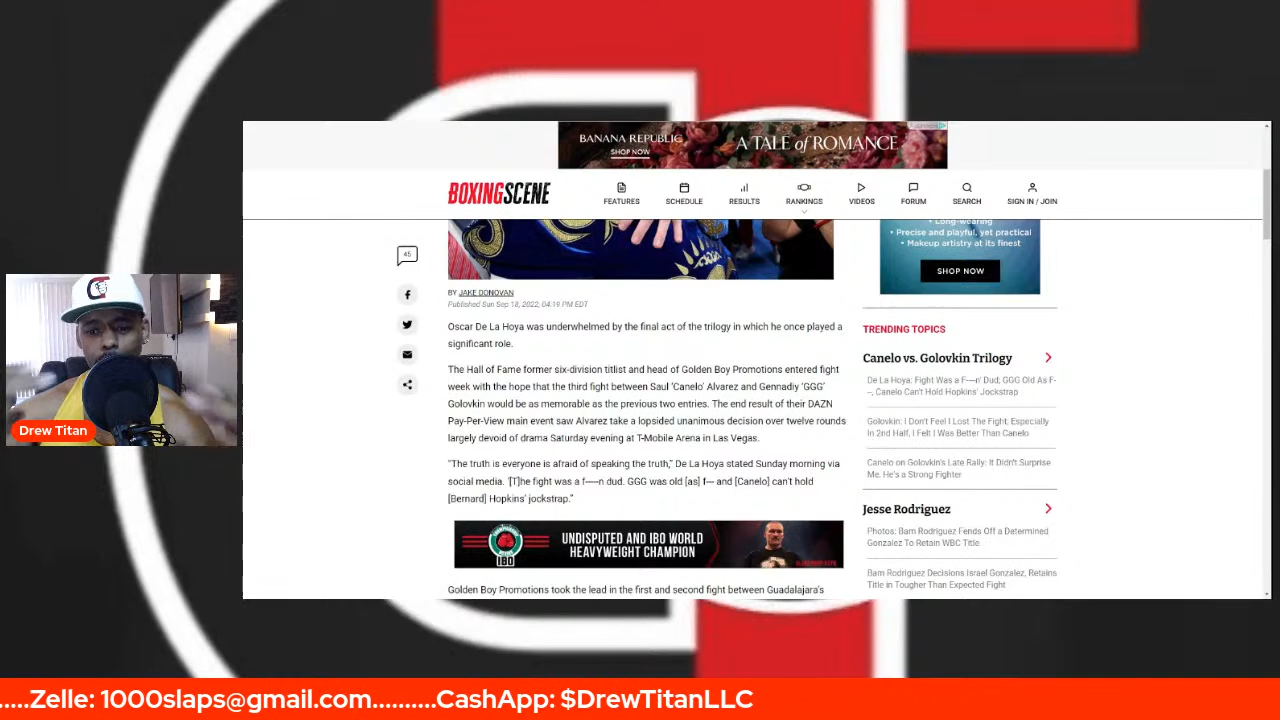 BANANA REPUBLIC
SHOP NOW
A TALE of ROMANCE
BOXINGSCENE
FEATURES
SCHEDULE
RESULTS
RANKINGS
VIDEOS
FORUM
SEARCH
SIGN IN / JOIN
45
BY JAKE DONOVAN
Published Sun Sep 18, 2022, 04:19 PM EDT
Oscar De La Hoya was underwhelmed by the final act of the trilogy in which he once played a
significant role.
The Hall of Fame former six-division titlist and head of Golden Boy Promotions entered fight
week with the hope that the third fight between Saul ‘Canelo’ Alvarez and Gennadiy ‘GGG’
Golovkin would be as memorable as the previous two entries. The end result of their DAZN
Pay-Per-View main event saw Alvarez take a lopsided unanimous decision over twelve rounds
largely devoid of drama Saturday evening at T-Mobile Arena in Las Vegas.
“The truth is everyone is afraid of speaking the truth,” De La Hoya stated Sunday morning via
social media. ‘[T]he fight was a f----n dud. GGG was old [as] f--- and [Canelo] can’t hold
[Bernard] Hopkins’ jockstrap.”
IBO
UNDISPUTED AND IBO WORLD
HEAVYWEIGHT CHAMPION
Golden Boy Promotions took the lead in the first and second fight between Guadalajara’s
• Long-wearing
• Precise and playful, yet practical
• Makeup artistry at its finest
SHOP NOW
TRENDING TOPICS
Canelo vs. Golovkin Trilogy
De La Hoya: Fight Was a F----n' Dud, GGG Old As F-
--, Canelo Can't Hold Hopkins' Jockstrap
Golovkin: I Don't Feel I Lost The Fight; Especially
In 2nd Half, I Felt I Was Better Than Canelo
Canelo on Golovkin's Late Rally: It Didn't Surprise
Me. He's a Strong Fighter
Jesse Rodriguez
Photos: Bam Rodriguez Fends Off a Determined
Gonzalez To Retain WBC Title
Bam Rodriguez Decisions Israel Gonzalez, Retains
Title in Tougher Than Expected Fight
Drew Titan
.....Zelle: 1000slaps@gmail.com..........CashApp: $DrewTitanLLC